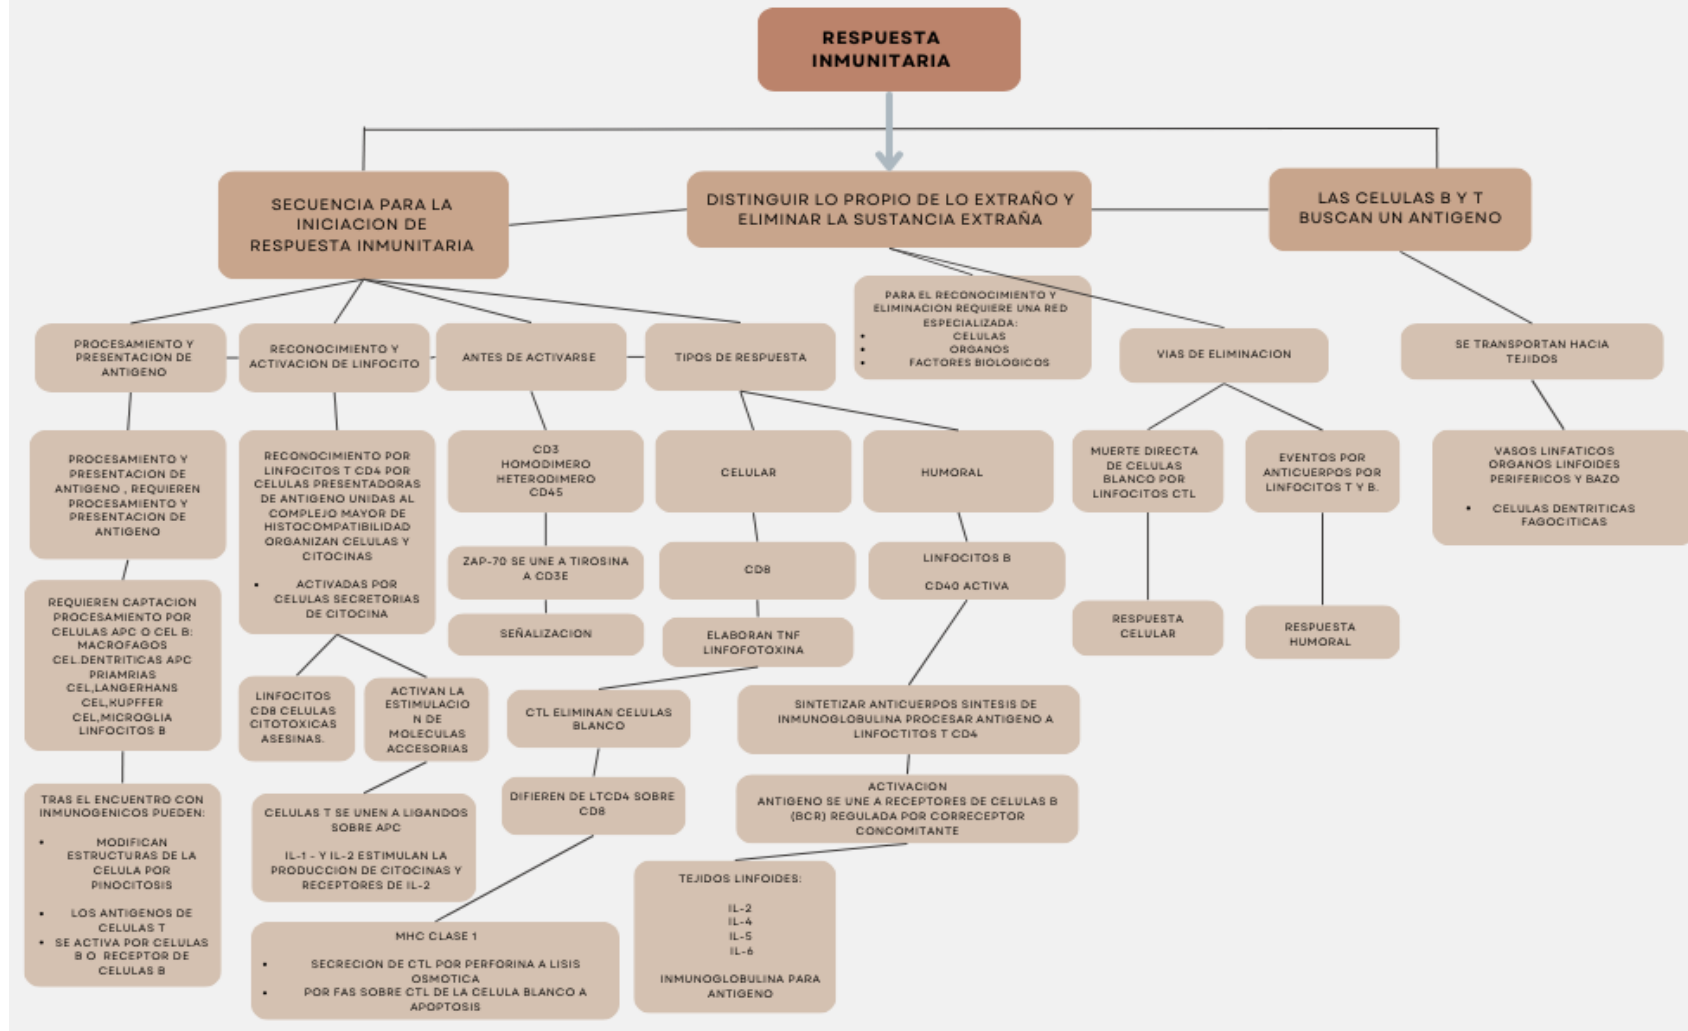 RESPUESTA
INMUNITARIA
SECUENCIA PARA LA
INICIACION DE
RESPUESTA INMUNITARIA
DISTINGUIR LO PROPIO DE LO EXTRAÑO Y
ELIMINAR LA SUSTANCIA EXTRAÑA
LAS CELULAS B Y T
BUSCAN UN ANTIGENO
PROCESAMIENTO Y
PRESENTACION DE
ANTIGENO
RECONOCIMIENTO Y
ACTIVACION DE LINFOCITO
ANTES DE ACTIVARSE
TIPOS DE RESPUESTA
PARA EL RECONOCIMIENTO Y
ELIMINACION REQUIERE UNA RED
ESPECIALIZADA:
• CELULAS
• ORGANOS
• FACTORES BIOLOGICOS
VIAS DE ELIMINACION
SE TRANSPORTAN HACIA
TEJIDOS
PROCESAMIENTO Y
PRESENTACION DE
ANTIGENO , REQUIEREN
PROCESAMIENTO Y
PRESENTACION DE
ANTIGENO
RECONOCIMIENTO POR
LINFOCITOS T CD4 POR
CELULAS PRESENTADORAS
DE ANTIGENO UNIDAS AL
COMPLEJO MAYOR DE
HISTOCOMPATIBILIDAD
ORGANIZAN CELULAS Y
CITOCINAS
• ACTIVADAS POR
CELULAS SECRETORIAS
DE CITOCINA
CD3
HOMODIMERO
HETERODIMERO
CD45
CELULAR
HUMORAL
MUERTE DIRECTA
DE CELULAS
BLANCO POR
LINFOCITOS CTL
EVENTOS POR
ANTICUERPOS POR
LINFOCITOS T Y B.
VASOS LINFATICOS
ORGANOS LINFOIDES
PERIFERICOS Y BAZO
• CELULAS DENTRITICAS
FAGOCITICAS
ZAP-70 SE UNE A TIROSINA
A CD3E
CD8
LINFOCITOS B
CD40 ACTIVA
REQUIEREN CAPTACION
PROCESAMIENTO POR
CELULAS APC O CEL B:
MACROFAGOS
CEL.DENTRITICAS APC
PRIAMRIAS
CEL,LANGERHANS
CEL,KUPFFER
CEL,MICROGLIA
LINFOCITOS B
SEÑALIZACION
ELABORAN TNF
LINFOFOTOXINA
RESPUESTA
CELULAR
RESPUESTA
HUMORAL
LINFOCITOS
CD8 CELULAS
CITOTOXICAS
ASESINAS.
ACTIVAN LA
ESTIMULACIO
N DE
MOLECULAS
ACCESORIAS
CTL ELIMINAN CELULAS
BLANCO
SINTETIZAR ANTICUERPOS SINTESIS DE
INMUNOGLOBULINA PROCESAR ANTIGENO A
LINFOCTITOS T CD4
TRAS EL ENCUENTRO CON
INMUNOGENICOS PUEDEN:
• MODIFICAN
ESTRUCTURAS DE LA
CELULA POR
PINOCITOSIS
• LOS ANTIGENOS DE
CELULAS T
• SE ACTIVA POR CELULAS
B O RECEPTOR DE
CELULAS B
CELULAS T SE UNEN A LIGANDOS
SOBRE APC
IL-1 - Y IL-2 ESTIMULAN LA
PRODUCCION DE CITOCINAS Y
RECEPTORES DE IL-2
DIFIEREN DE LTCD4 SOBRE
CD8
ACTIVACION
ANTIGENO SE UNE A RECEPTORES DE CELULAS B
(BCR) REGULADA POR CORRECEPTOR
CONCOMITANTE
MHC CLASE 1
• SECRECION DE CTL POR PERFORINA A LISIS
OSMOTICA
• POR FAS SOBRE CTL DE LA CELULA BLANCO A
APOPTOSIS
TEJIDOS LINFOIDES:
IL-2
IL-4
IL-5
IL-6
INMUNOGLOBULINA PARA
ANTIGENO